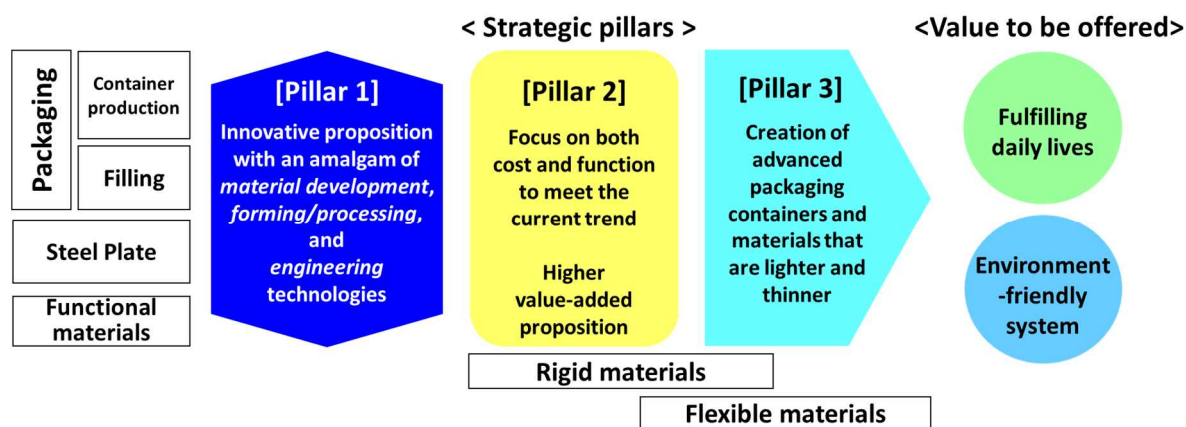 < Strategic pillars >
<Value to be offered>
Packaging
Container
production
Filling
Steel Plate
Functional
materials
[Pillar 1]
Innovative proposition
with an amalgam of
material development,
forming/processing,
and
engineering
technologies
[Pillar 2]
Focus on both
cost and function
to meet the
current trend
Higher
value-added
proposition
[Pillar 3]
Creation of
advanced
packaging
containers and
materials that
are lighter and
thinner
Fulfilling
daily lives
Environment
-friendly
system
Rigid materials
Flexible materials